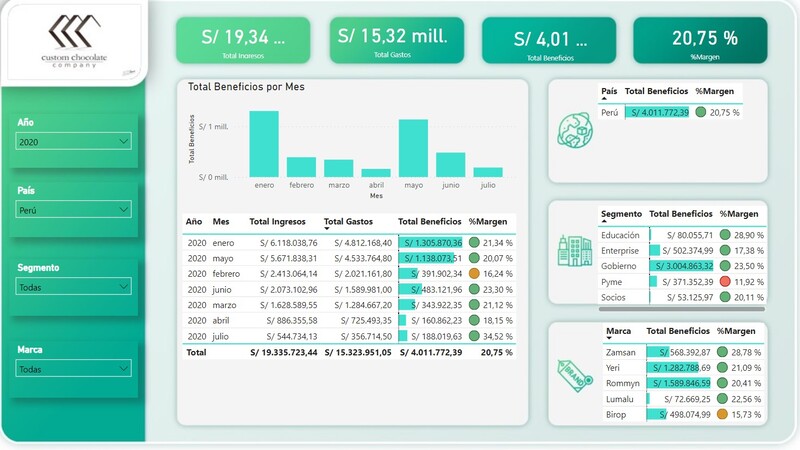 custom chocolate
company
S/ 19,34 ...
Total Ingresos
S/ 15,32 mill.
Total Gastos
S/ 4,01 ...
Total Beneficios
20,75 %
%Margen
Año
2020
País
Perú
Segmento
Todas
Marca
Todas
Total Beneficios por Mes
Total Beneficios
S/ 1 mill.
S/ 0 mill.
enero febrero marzo abril mayo junio julio
Mes
Año Mes Total Ingresos Total Gastos Total Beneficios %Margen
2020 enero S/ 6.118.038,76 S/ 4.812.168,40 S/ 1.305.870,36 21,34 %
2020 mayo S/ 5.671.838,31 S/ 4.533.764,80 S/ 1.138.073,51 20,07 %
2020 febrero S/ 2.413.064,14 S/ 2.021.161,80 S/ 391.902,34 16,24 %
2020 junio S/ 2.073.102,96 S/ 1.589.981,00 S/ 483.121,96 23,30 %
2020 marzo S/ 1.628.589,55 S/ 1.284.667,20 S/ 343.922,35 21,12 %
2020 abril S/ 886.355,58 S/ 725.493,35 S/ 160.862,23 18,15 %
2020 julio S/ 544.734,13 S/ 356.714,50 S/ 188.019,63 34,52 %
Total S/ 19.335.723,44 S/ 15.323.951,05 S/ 4.011.772,39 20,75 %
País Total Beneficios %Margen
Perú S/ 4.011.772,39 20,75 %
Segmento Total Beneficios %Margen
Educación S/ 80.055,71 28,90 %
Enterprise S/ 502.374,99 17,38 %
Gobierno S/ 3.004.863,32 23,50 %
Pyme S/ 371.352,39 11,92 %
Socios S/ 53.125,97 20,11 %
BRAND
Marca Total Beneficios %Margen
Zamsan S/ 568.392,87 28,78 %
Yeri S/ 1.282.788,69 21,09 %
Rommyn S/ 1.589.846,59 20,41 %
Lumalu S/ 72.669,25 22,56 %
Birop S/ 498.074,99 15,73 %